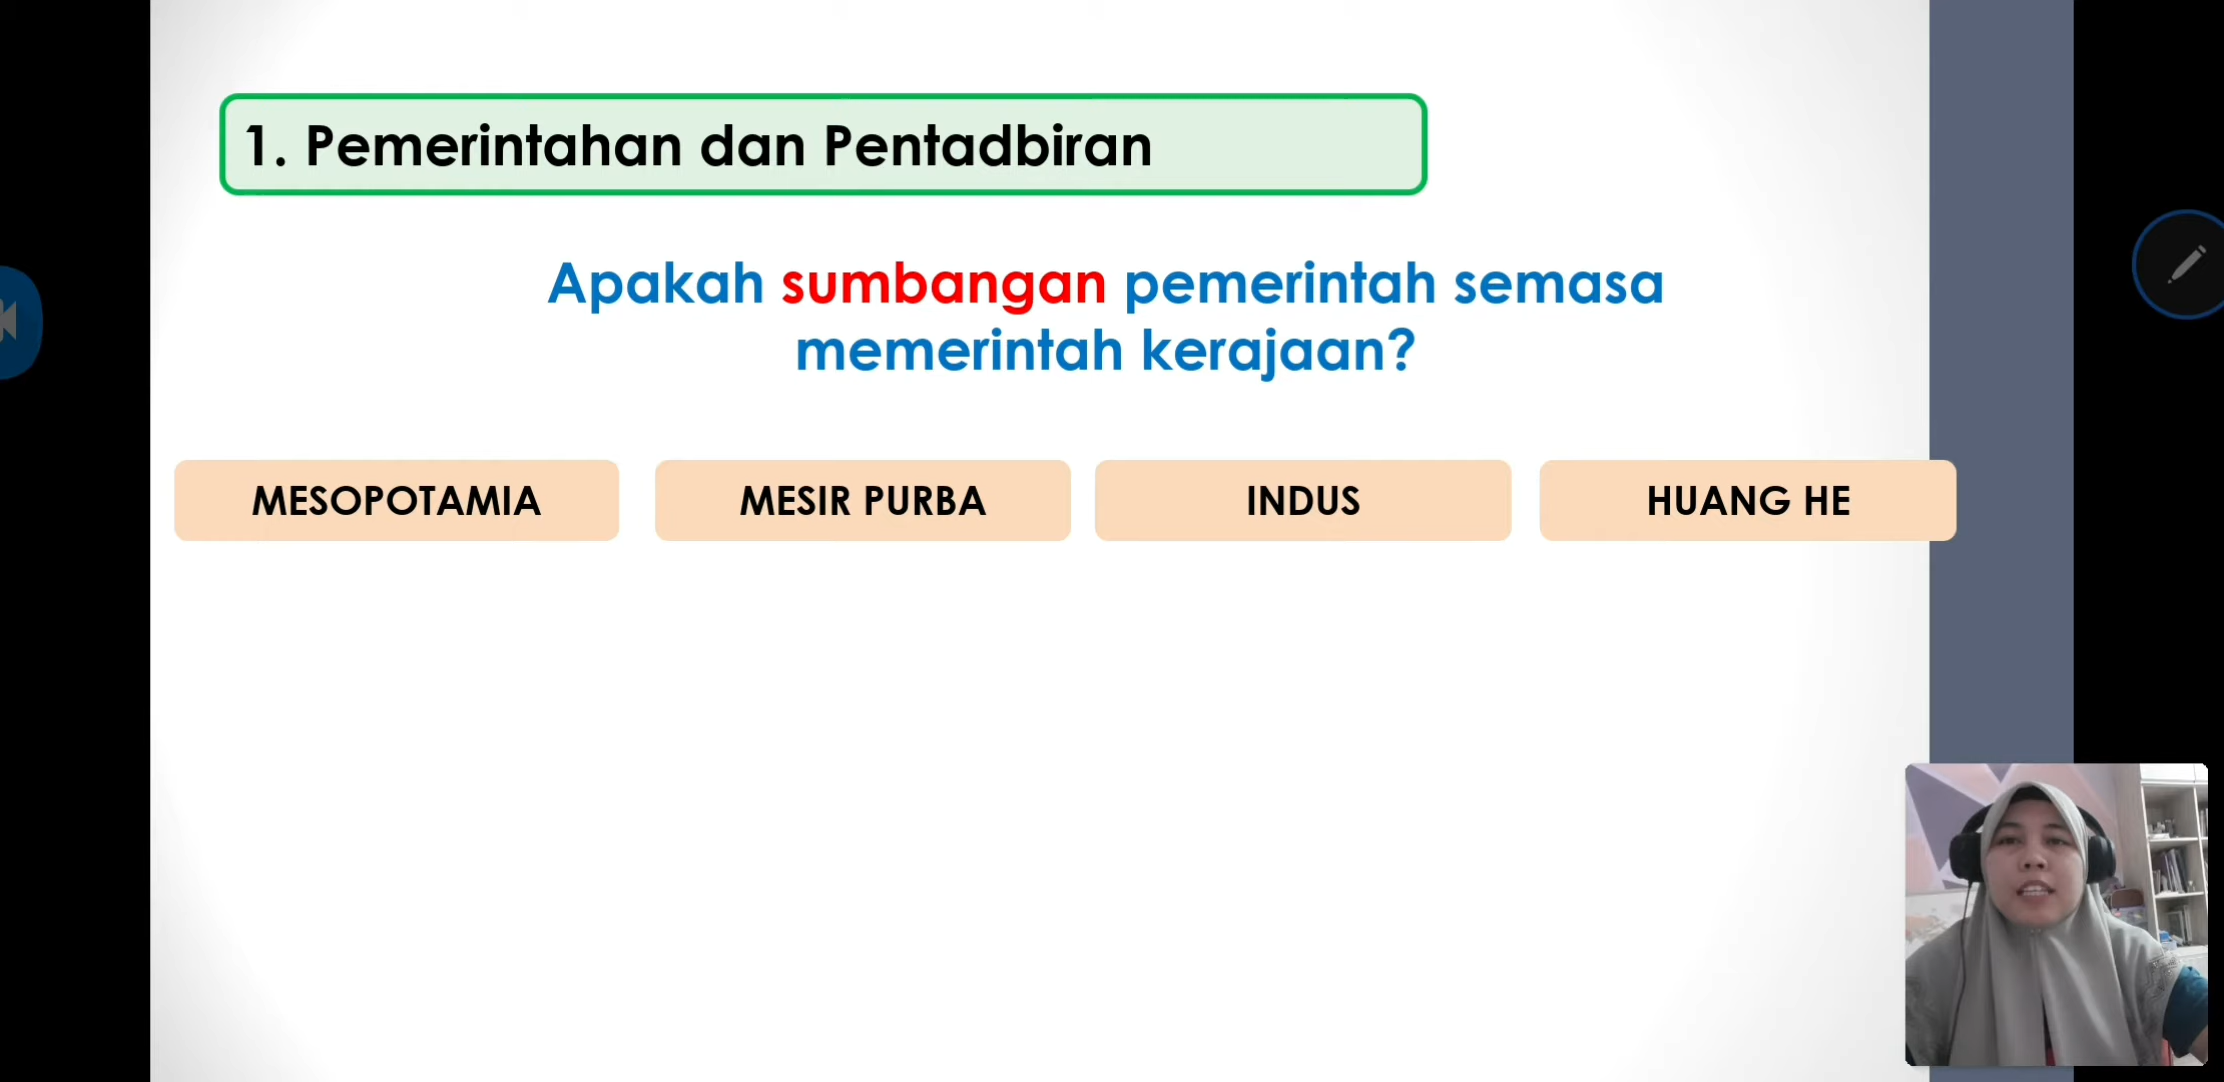 1. Pemerintahan dan Pentadbiran
Apakah sumbangan pemerintah semasa
memerintah kerajaan?
MESOPOTAMIA
MESIR PURBA
INDUS
HUANG HE